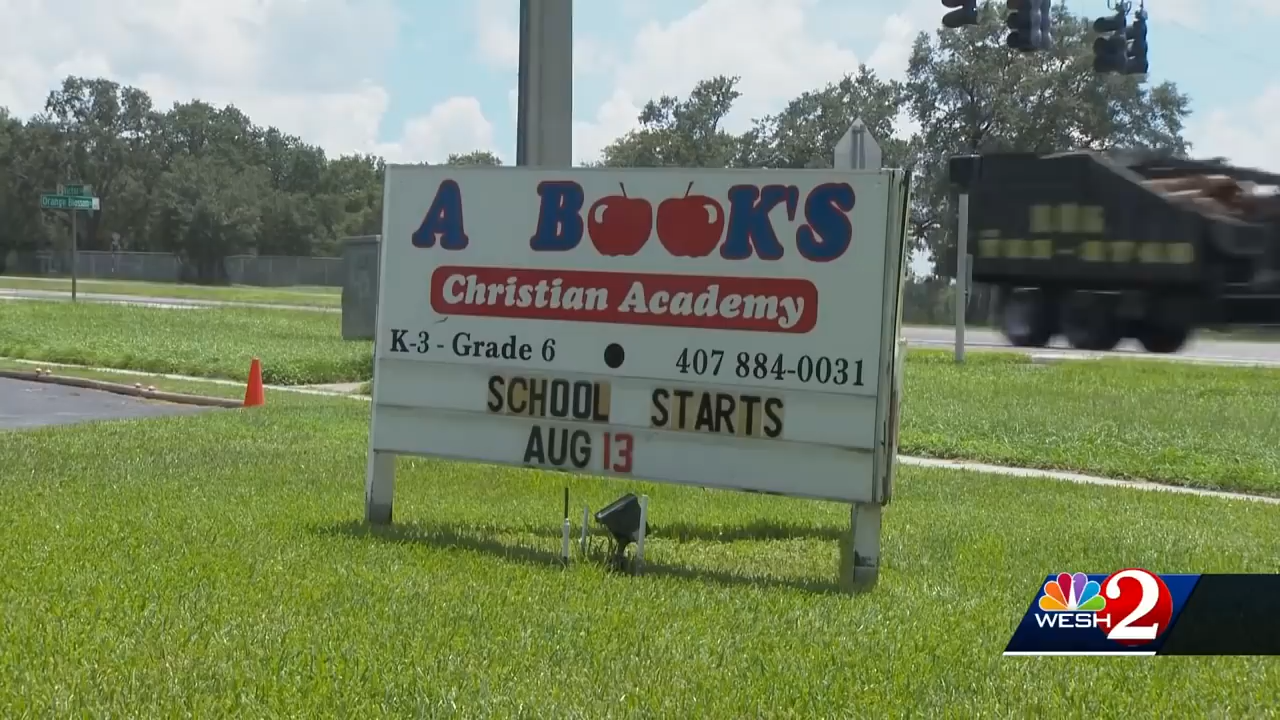 A BOOK'S
Christian Academy
K-3 - Grade 6 407 884-0031
SCHOOL STARTS
AUG 13
Orange Blossom
WESH 2